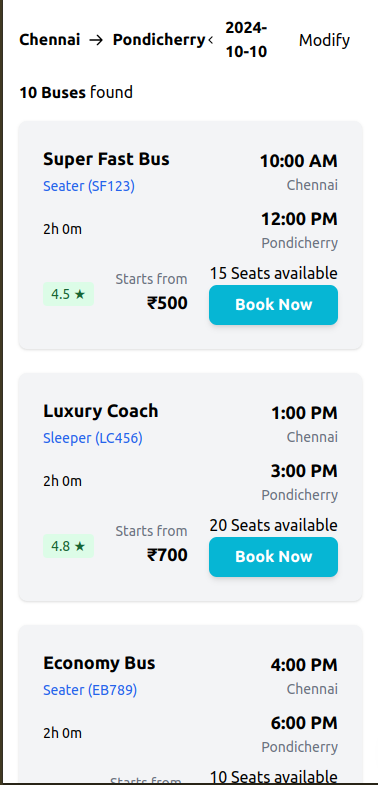 Chennai → Pondicherry ‹ 2024-10-10 Modify
10 Buses found
Super Fast Bus 10:00 AM
Seater (SF123) Chennai
2h 0m 12:00 PM
Pondicherry
4.5 ★ Starts from 15 Seats available
₹500 Book Now
Luxury Coach 1:00 PM
Sleeper (LC456) Chennai
2h 0m 3:00 PM
Pondicherry
4.8 ★ Starts from 20 Seats available
₹700 Book Now
Economy Bus 4:00 PM
Seater (EB789) Chennai
2h 0m 6:00 PM
Pondicherry
Starts from 10 Seats available